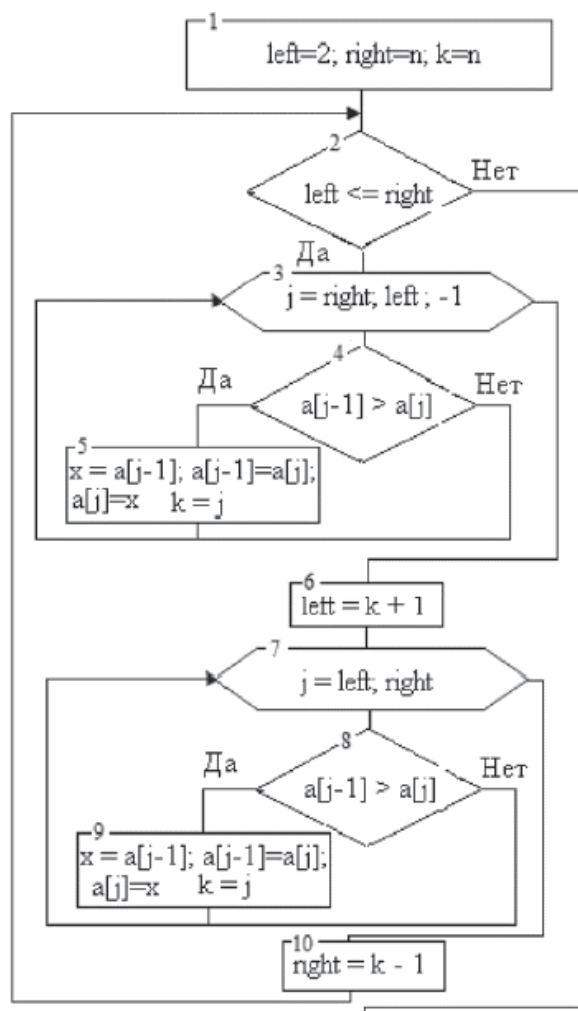 1
left=2; right=n; k=n
2
left <= right
Нет
Да
3
j = right, left ; -1
4
a[j-1] > a[j]
Да
Нет
5
x = a[j-1]; a[j-1]=a[j];
a[j]=x k = j
6
left = k + 1
7
j = left, right
8
a[j-1] > a[j]
Да
Нет
9
x = a[j-1]; a[j-1]=a[j];
a[j]=x k = j
10
right = k - 1